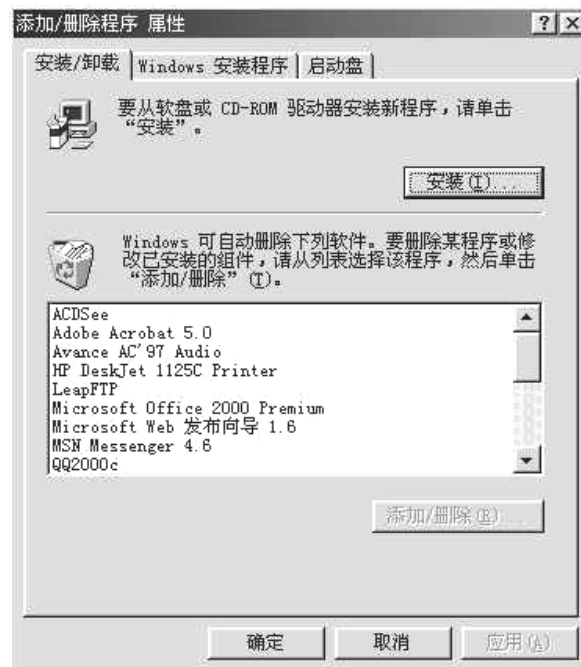 添加/删除程序 属性
安装/卸载 Windows 安装程序 启动盘
要从软盘或 CD-ROM 驱动器安装新程序，请单击
“安装”。
安装(I)...
Windows 可自动删除下列软件。要删除某程序或修
改已安装的组件，请从列表选择该程序，然后单击
“添加/删除”(T)。
ACDSee
Adobe Acrobat 5.0
Avance AC'97 Audio
HP DeskJet 1125C Printer
LeapFTP
Microsoft Office 2000 Premium
Microsoft Web 发布向导 1.6
MSN Messenger 4.6
QQ2000c
添加/删除(R)...
确定 取消 应用(A)